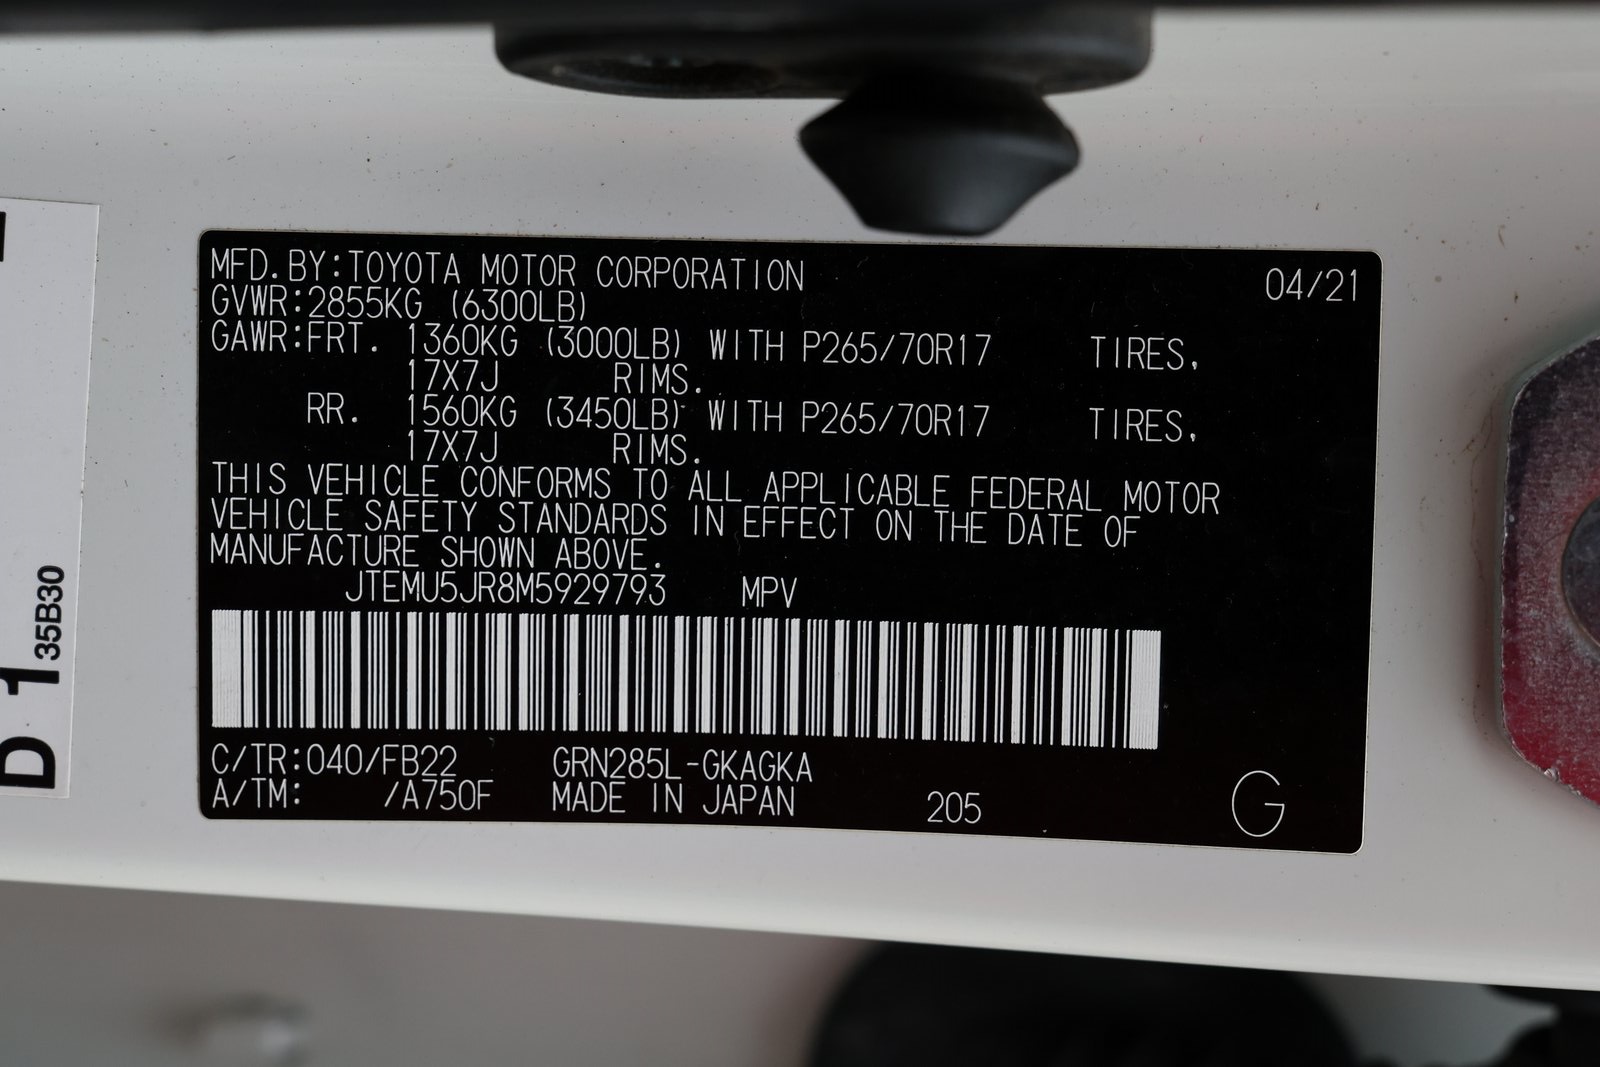 MFD.BY:TOYOTA MOTOR CORPORATION 04/21
GVWR:2855KG (6300LB)
GAWR:FRT. 1360KG (3000LB) WITH P265/70R17 TIRES,
17X7J RIMS.
RR. 1560KG (3450LB) WITH P265/70R17 TIRES,
17X7J RIMS.
THIS VEHICLE CONFORMS TO ALL APPLICABLE FEDERAL MOTOR
VEHICLE SAFETY STANDARDS IN EFFECT ON THE DATE OF
MANUFACTURE SHOWN ABOVE.
JTEMU5JR8M5929793 MPV
C/TR:040/FB22 GRN285L-GKAGKA
A/TM: /A750F MADE IN JAPAN 205 G
D 1
35B30